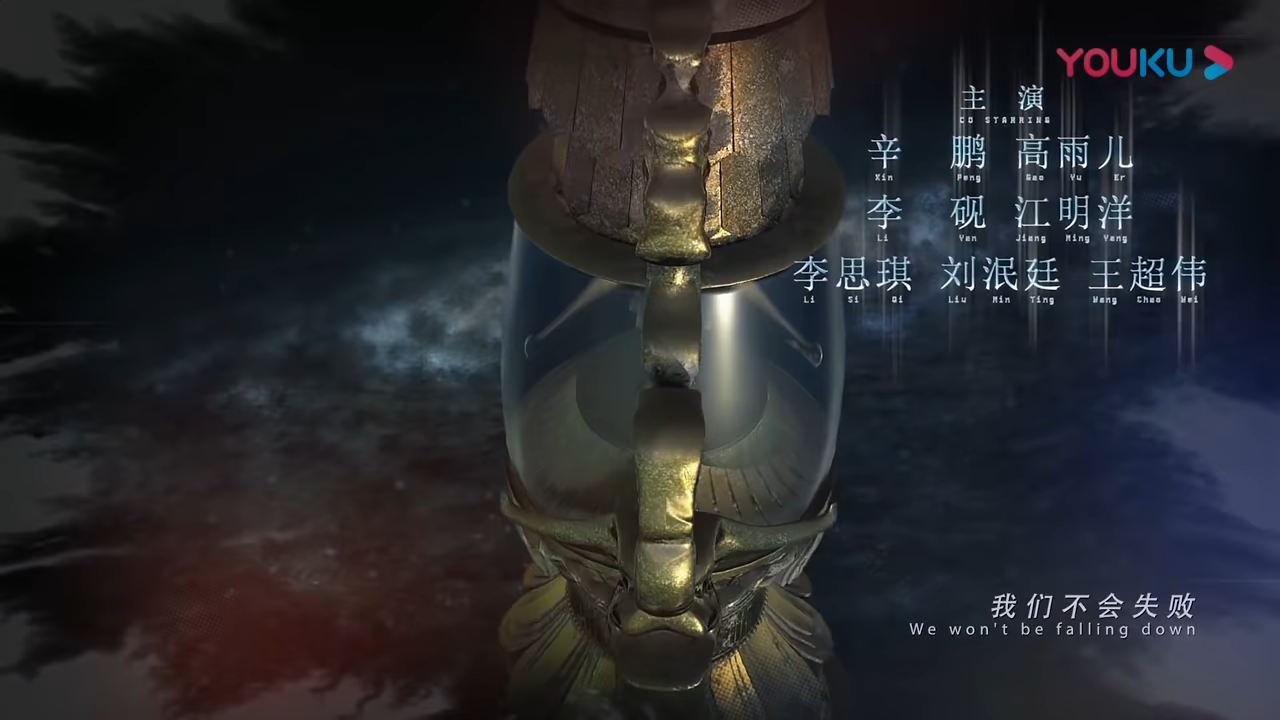 YOUKU
主 演
CO STARRING
辛 鹏 高雨儿
Xin Peng Gao Yu Er
李 砚 江明洋
Li Yan Jiang Ming Yang
李思琪 刘泯廷 王超伟
Li Si Qi Liu Min Ting Wang Chao Wei
我们不会失败
We won't be falling down